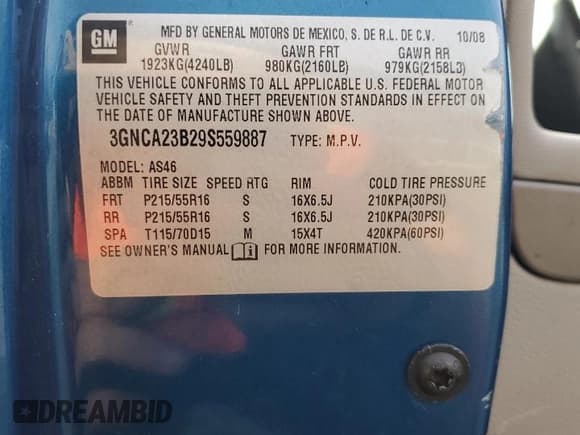 GM
MFD BY GENERAL MOTORS DE MEXICO, S. DE R.L. DE C.V. 10/08
GVWR GAWR FRT GAWR RR
1923KG(4240LB) 980KG(2160LB) 979KG(2158LB)
THIS VEHICLE CONFORMS TO ALL APPLICABLE U.S. FEDERAL MOTOR
VEHICLE SAFETY AND THEFT PREVENTION STANDARDS IN EFFECT ON
THE DATE OF MANUFACTURE SHOWN ABOVE.
3GNCA23B29S559887 TYPE: M.P.V.
MODEL: AS46
ABBM TIRE SIZE SPEED RTG RIM COLD TIRE PRESSURE
FRT P215/55R16 S 16X6.5J 210KPA(30PSI)
RR P215/55R16 S 16X6.5J 210KPA(30PSI)
SPA T115/70D15 M 15X4T 420KPA(60PSI)
SEE OWNER'S MANUAL i FOR MORE INFORMATION.
DREAMBID